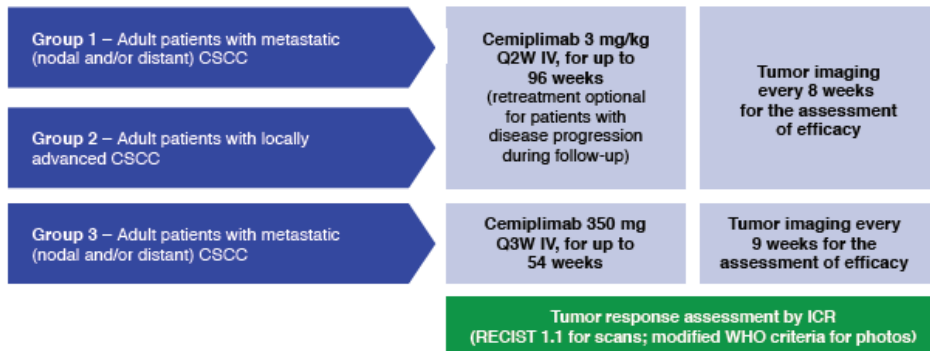 Group 1 – Adult patients with metastatic
(nodal and/or distant) CSCC
Group 2 – Adult patients with locally
advanced CSCC
Cemiplimab 3 mg/kg
Q2W IV, for up to
96 weeks
(retreatment optional
for patients with
disease progression
during follow-up)
Tumor imaging
every 8 weeks
for the assessment
of efficacy
Group 3 – Adult patients with metastatic
(nodal and/or distant) CSCC
Cemiplimab 350 mg
Q3W IV, for up to
54 weeks
Tumor imaging every
9 weeks for the
assessment of efficacy
Tumor response assessment by ICR
(RECIST 1.1 for scans; modified WHO criteria for photos)